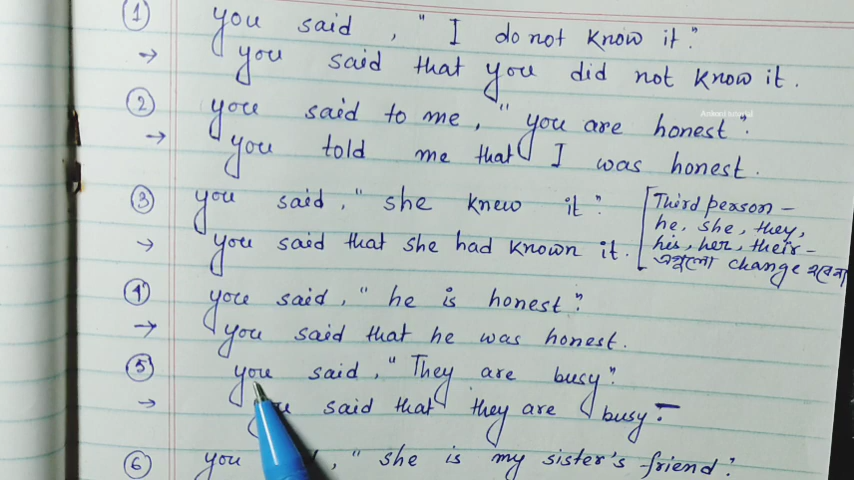 ① you said, "I do not know it".
→ you said that you did not know it.
② you said to me, "you are honest".
→ you told me that I was honest.
③ you said, "she knew it".
→ you said that she had known it.
[Third person -
he, she, they,
his, her, their -
এগুলো change হবেনা
④ you said, "he is honest".
→ you said that he was honest.
⑤ you said, "They are busy".
→ said that they are busy.
⑥ you, "she is my sister's friend".